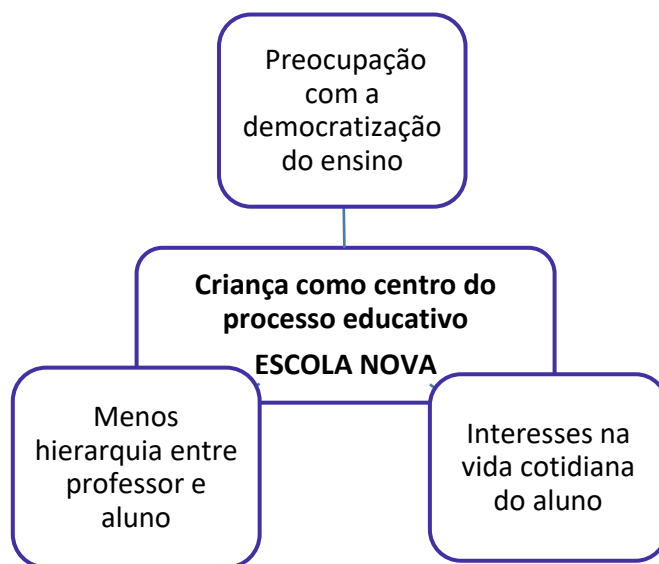 Preocupação
com a
democratização
do ensino
Criança como centro do
processo educativo
ESCOLA NOVA
Menos
hierarquia entre
professor e
aluno
Interesses na
vida cotidiana
do aluno